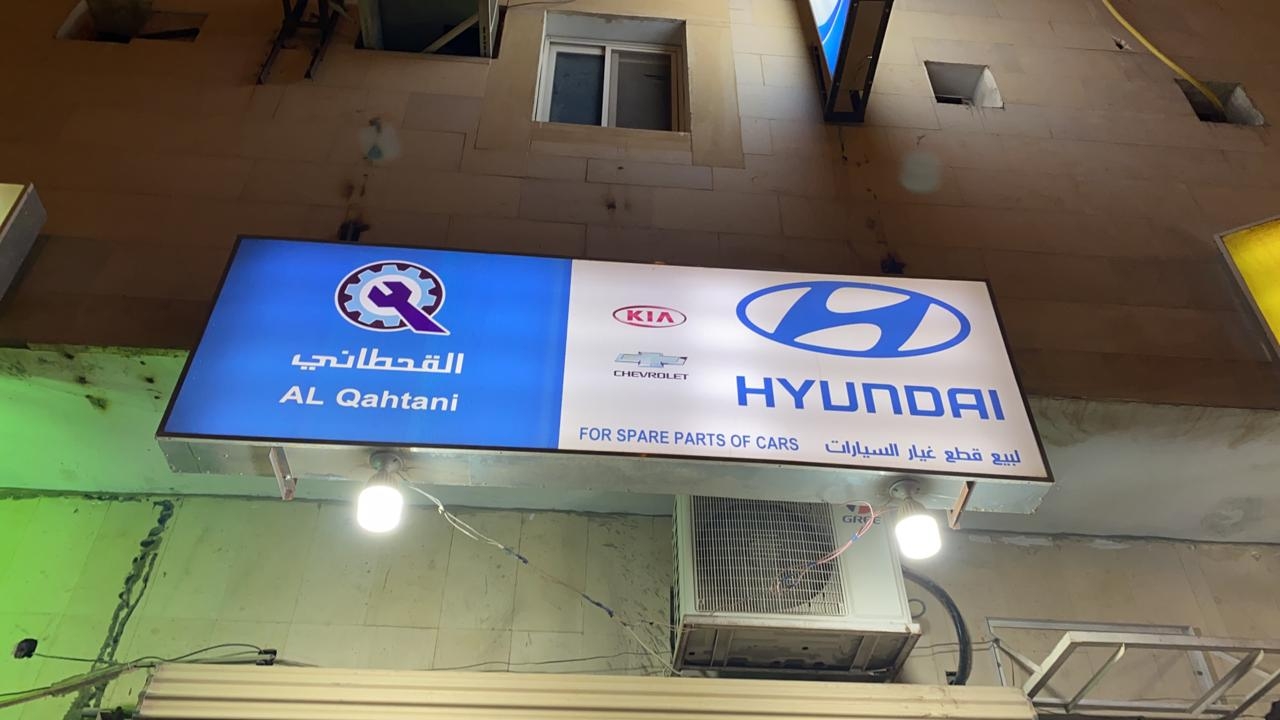 القحطاني
AL Qahtani
KIA
CHEVROLET
HYUNDAI
FOR SPARE PARTS OF CARS
لبيع قطع غيار السيارات
GREE